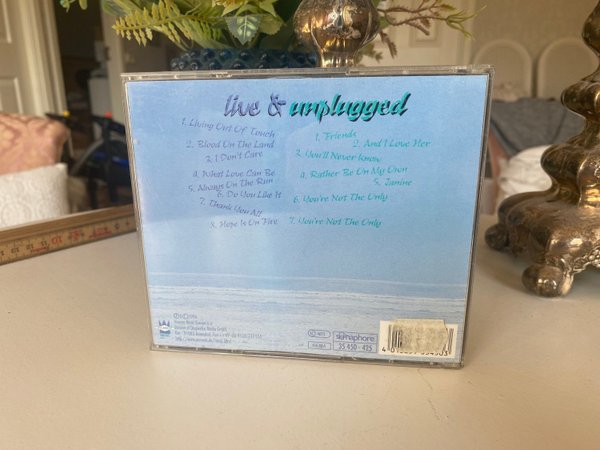 live & unplugged
1. Living Out Of Touch
2. Blood On The Land
3. I Don't Care
4. What Love Can Be
5. Always On The Run
6. Do You Like It
7. Thank You All
8. Hope Is On Fire
1. Friends
2. And I Love Her
3. You'll Never Know
4. Rather Be On My Own
5. Janine
6. You're Not The Only
7. You're Not The Only
semaphore
35 450 - 425